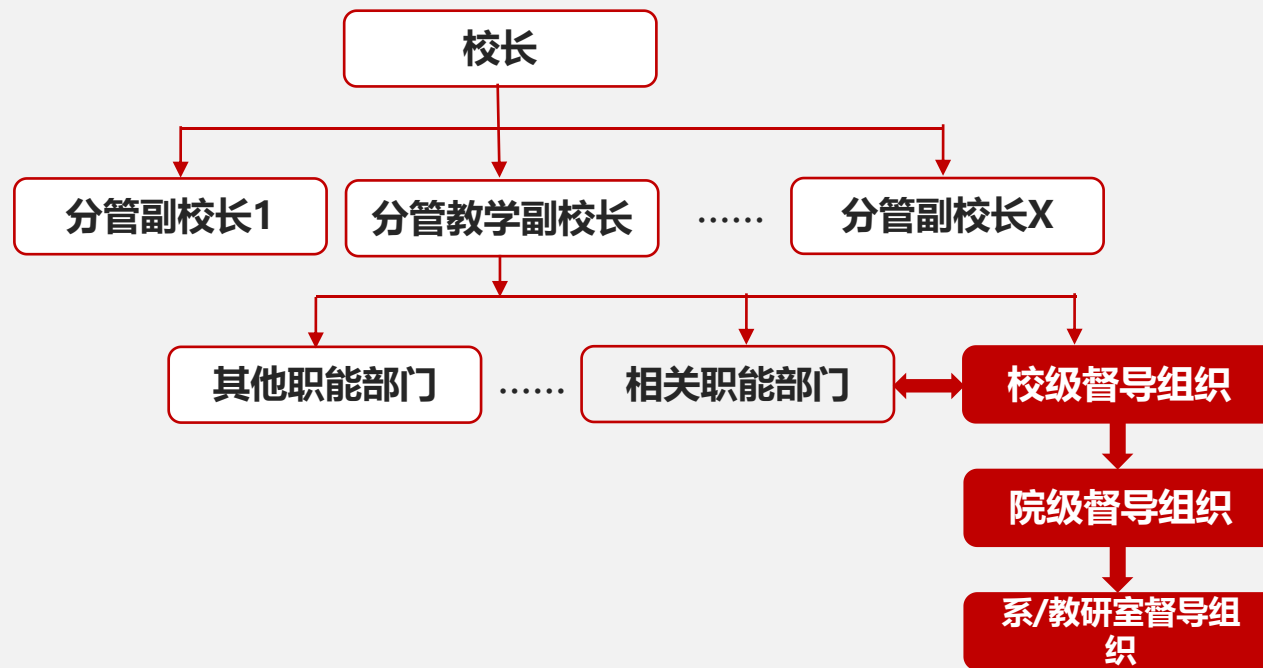 校长
分管副校长1
分管教学副校长
……
分管副校长X
其他职能部门
……
相关职能部门
校级督导组织
院级督导组织
系/教研室督导组
织